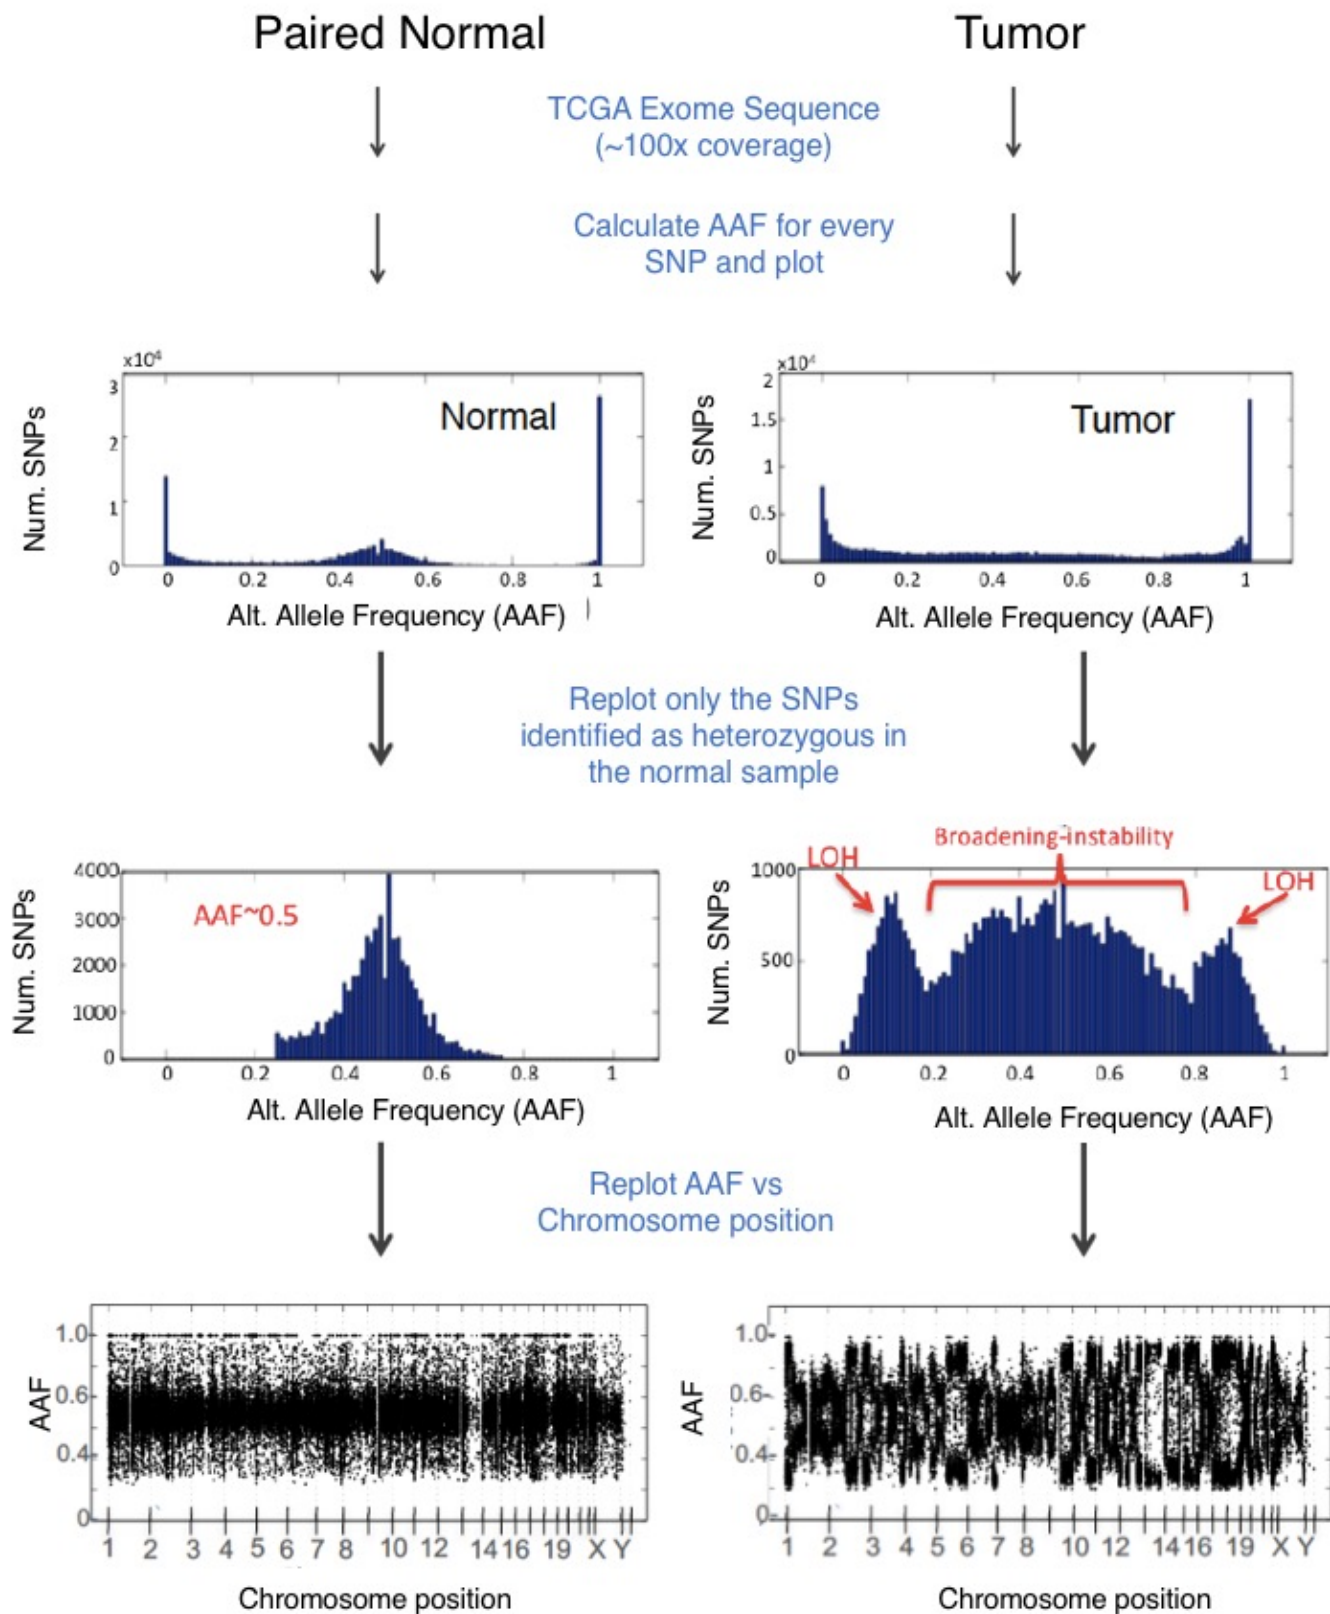 Paired Normal
Tumor
TCGA Exome Sequence
(~100x coverage)
Calculate AAF for every
SNP and plot
x10⁴
3
2
1
0
Num. SNPs
Normal
0 0.2 0.4 0.6 0.8 1
Alt. Allele Frequency (AAF)
x10⁴
2
1.5
1
0.5
0
Num. SNPs
Tumor
0 0.2 0.4 0.6 0.8 1
Alt. Allele Frequency (AAF)
Replot only the SNPs
identified as heterozygous in
the normal sample
4000
3000
2000
1000
0
Num. SNPs
AAF~0.5
0 0.2 0.4 0.6 0.8 1
Alt. Allele Frequency (AAF)
Broadening-instability
LOH
LOH
1000
500
0
Num. SNPs
0 0.2 0.4 0.6 0.8 1
Alt. Allele Frequency (AAF)
Replot AAF vs
Chromosome position
1.0
0.6
0.4
0
AAF
1 2 3 4 5 6 7 8 10 12 14 16 19 X Y
Chromosome position
1.0
0.6
0.4
0
AAF
1 2 3 4 5 6 7 8 10 12 14 16 19 X Y
Chromosome position